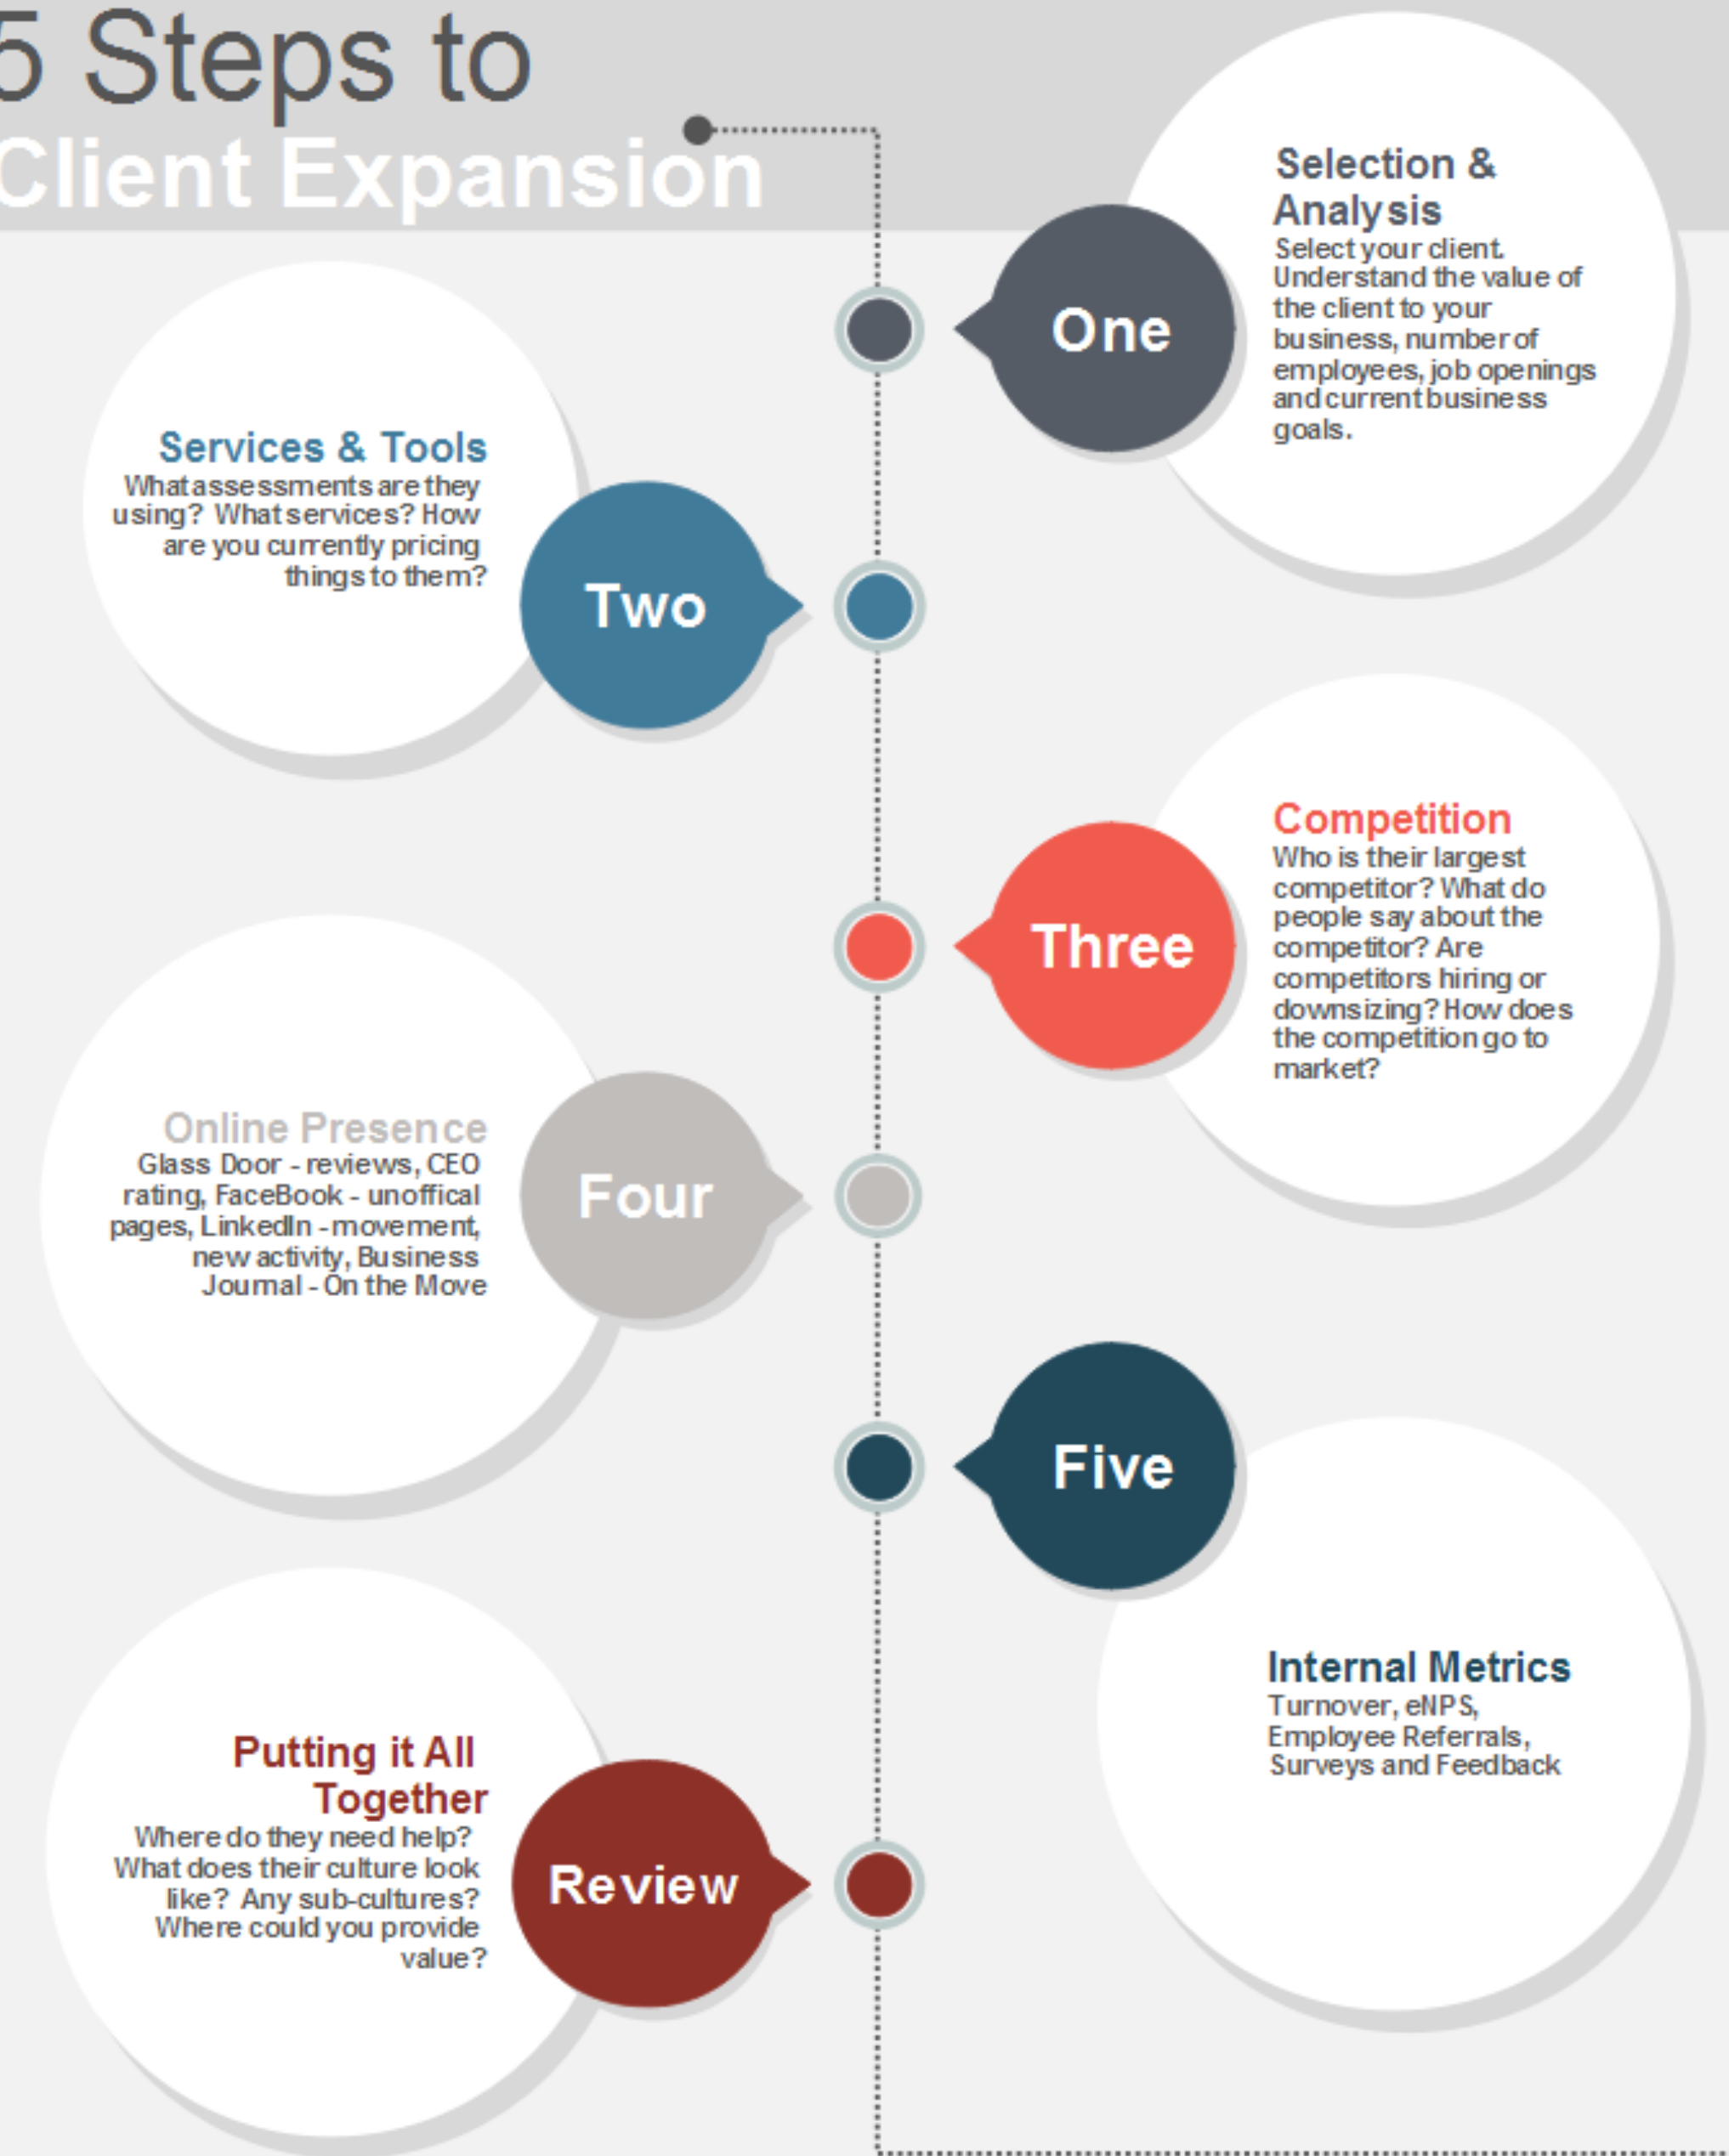 5 Steps to
Client Expansion
One
Selection &
Analysis
Select your client.
Understand the value of
the client to your
business, number of
employees, job openings
and current business
goals.
Services & Tools
What assessments are they
using? What services? How
are you currently pricing
things to them?
Two
Three
Competition
Who is their largest
competitor? What do
people say about the
competitor? Are
competitors hiring or
downsizing? How does
the competition go to
market?
Online Presence
Glass Door - reviews, CEO
rating, FaceBook - unoffical
pages, LinkedIn - movement,
new activity, Business
Journal - On the Move
Four
Five
Internal Metrics
Turnover, eNPS,
Employee Referrals,
Surveys and Feedback
Putting it All
Together
Where do they need help?
What does their culture look
like? Any sub-cultures?
Where could you provide
value?
Review